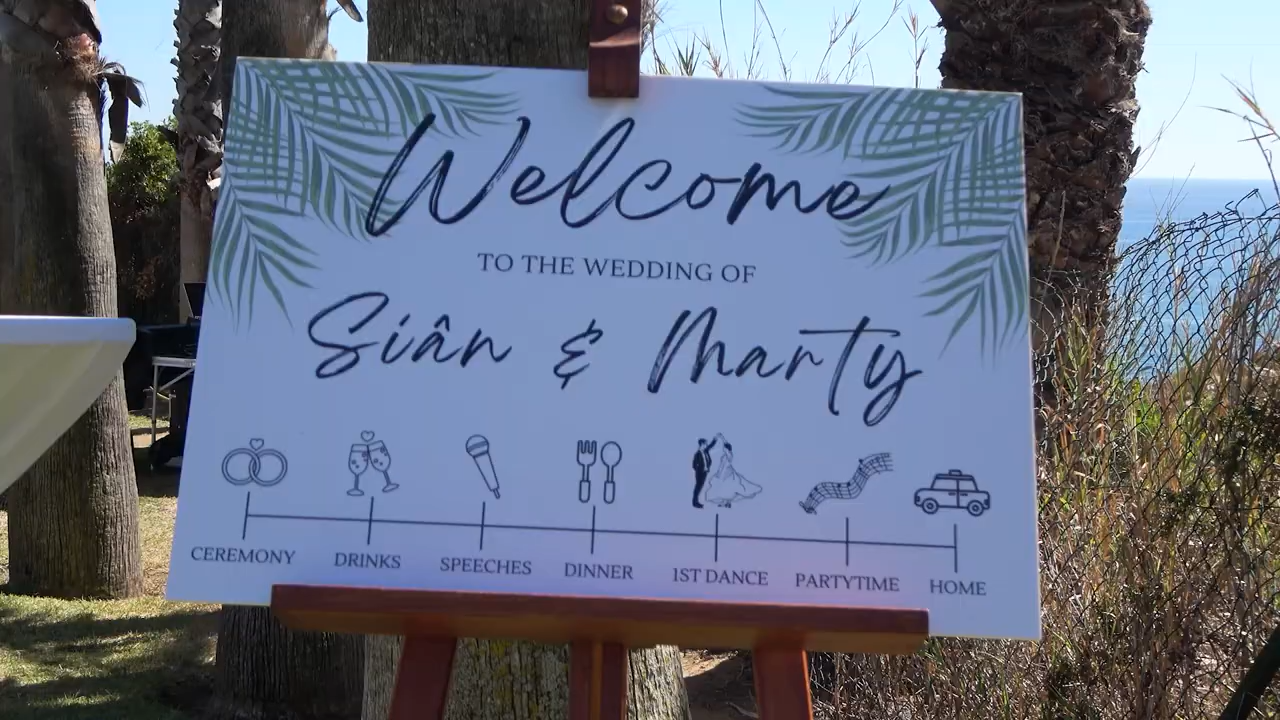 Welcome
TO THE WEDDING OF
Siân & Marty
CEREMONY DRINKS SPEECHES DINNER 1ST DANCE PARTYTIME HOME